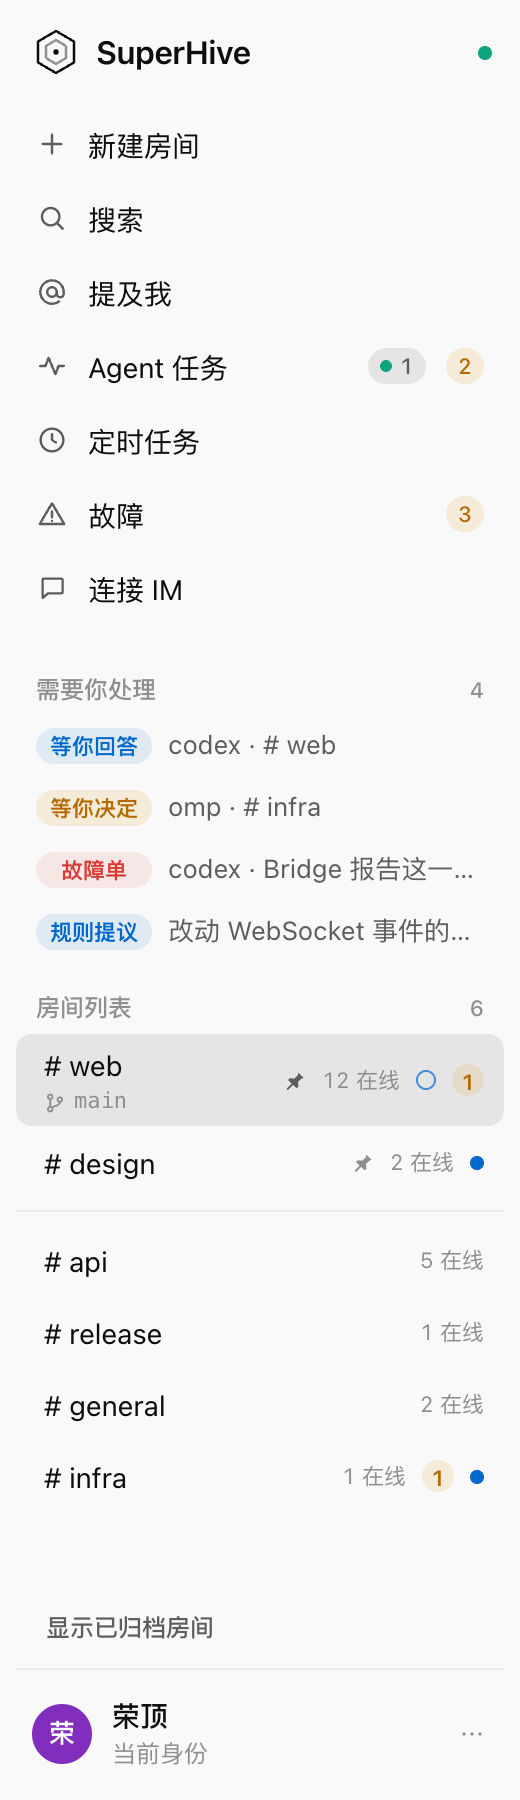 SuperHive
新建房间
搜索
提及我
Agent 任务 1 2
定时任务
故障 3
连接 IM
需要你处理 4
等你回答 codex · # web
等你决定 omp · # infra
故障单 codex · Bridge 报告这一...
规则提议 改动 WebSocket 事件的...
房间列表 6
# web 12 在线 1
main
# design 2 在线
# api 5 在线
# release 1 在线
# general 2 在线
# infra 1 在线 1
显示已归档房间
荣 荣顶
当前身份